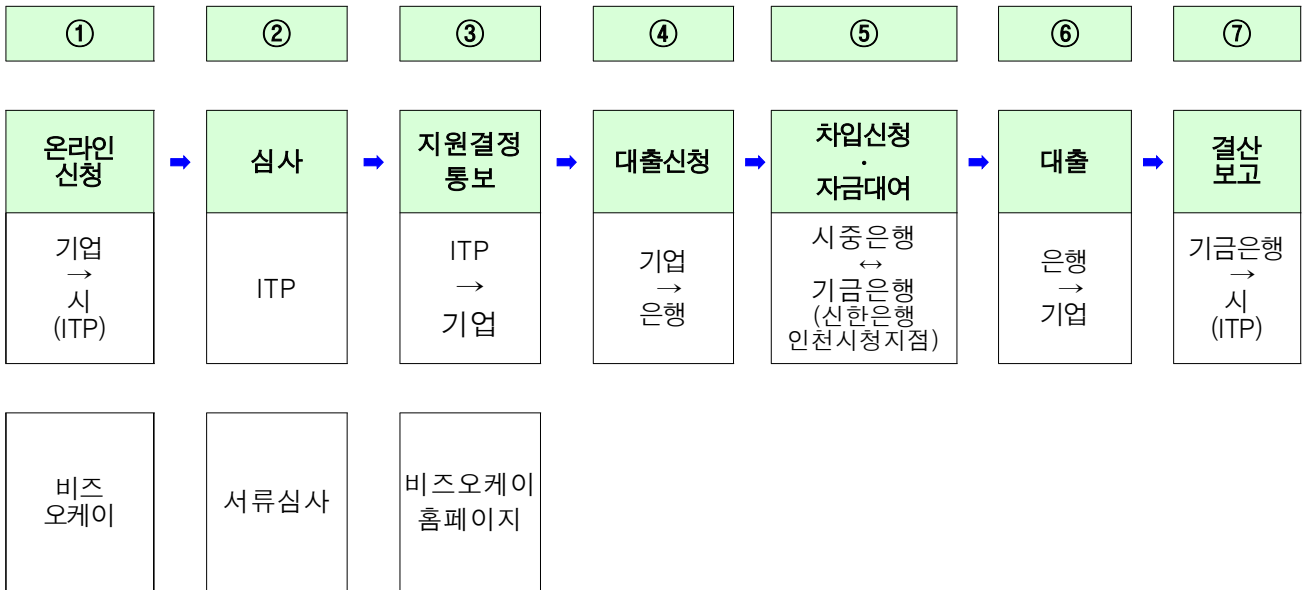 ①
②
③
④
⑤
⑥
⑦
온라인
신청
➡
심사
➡
지원결정
통보
➡
대출신청
➡
차입신청
·
자금대여
➡
대출
➡
결산
보고
기업
→
시
(ITP)
ITP
ITP
→
기업
기업
→
은행
시중은행
↔
기금은행
(신한은행
인천시청지점)
은행
→
기업
기금은행
→
시
(ITP)
비즈
오케이
서류심사
비즈오케이
홈페이지